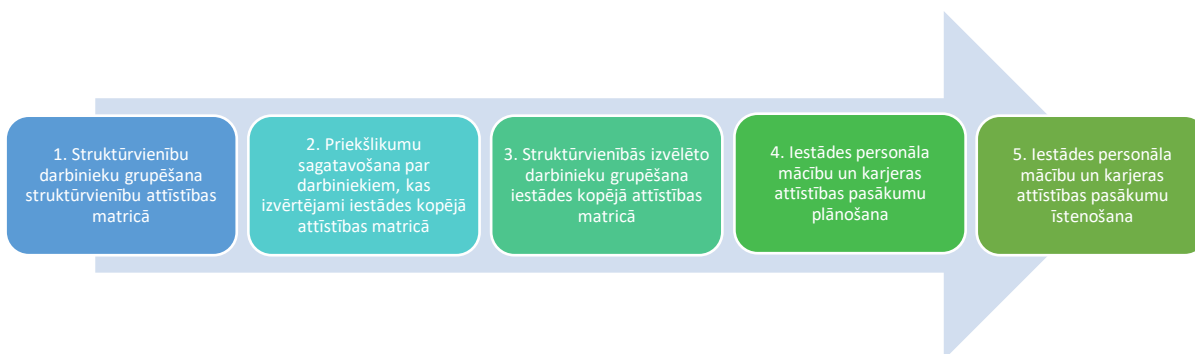 1. Struktūrvienību
darbinieku grupēšana
struktūrvienību attīstības
matricā
2. Priekšlikumu
sagatavošana par
darbiniekiem, kas
izvērtējami iestādes kopējā
attīstības matricā
3. Struktūrvienībās izvēlēto
darbinieku grupēšana
iestādes kopējā attīstības
matricā
4. Iestādes personāla
mācību un karjeras
attīstības pasākumu
plānošana
5. Iestādes personāla
mācību un karjeras
attīstības pasākumu
īstenošana